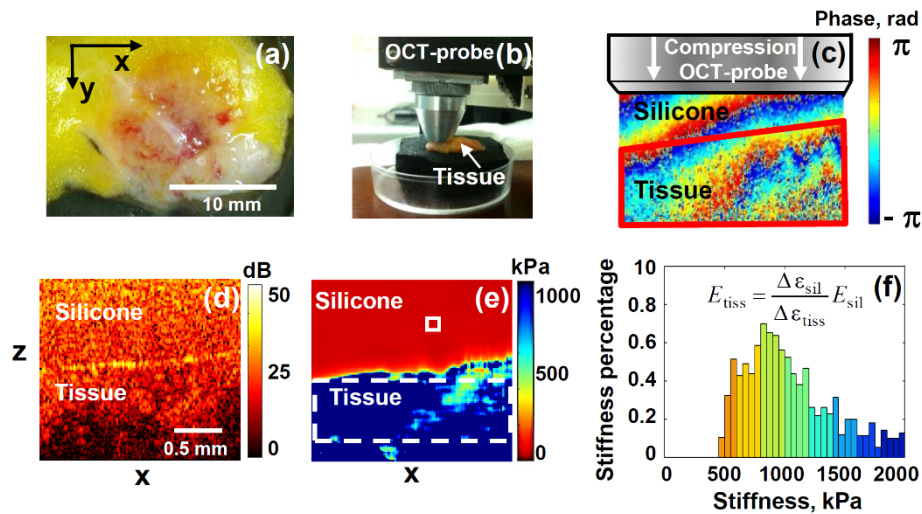 (a)
x
y
10 mm
OCT-probe
(b)
Tissue
Phase, rad
π
- π
Compression
OCT-probe
(c)
Silicone
Tissue
dB
50
25
0
(d)
Silicone
Tissue
0.5 mm
z
x
kPa
1000
500
0
(e)
Silicone
Tissue
x
(f)
E_tiss = Δ ε_sil / Δ ε_tiss E_sil
Stiffness percentage
10
0.8
0.6
0.4
0.2
0
0 500 1000 1500 2000
Stiffness, kPa